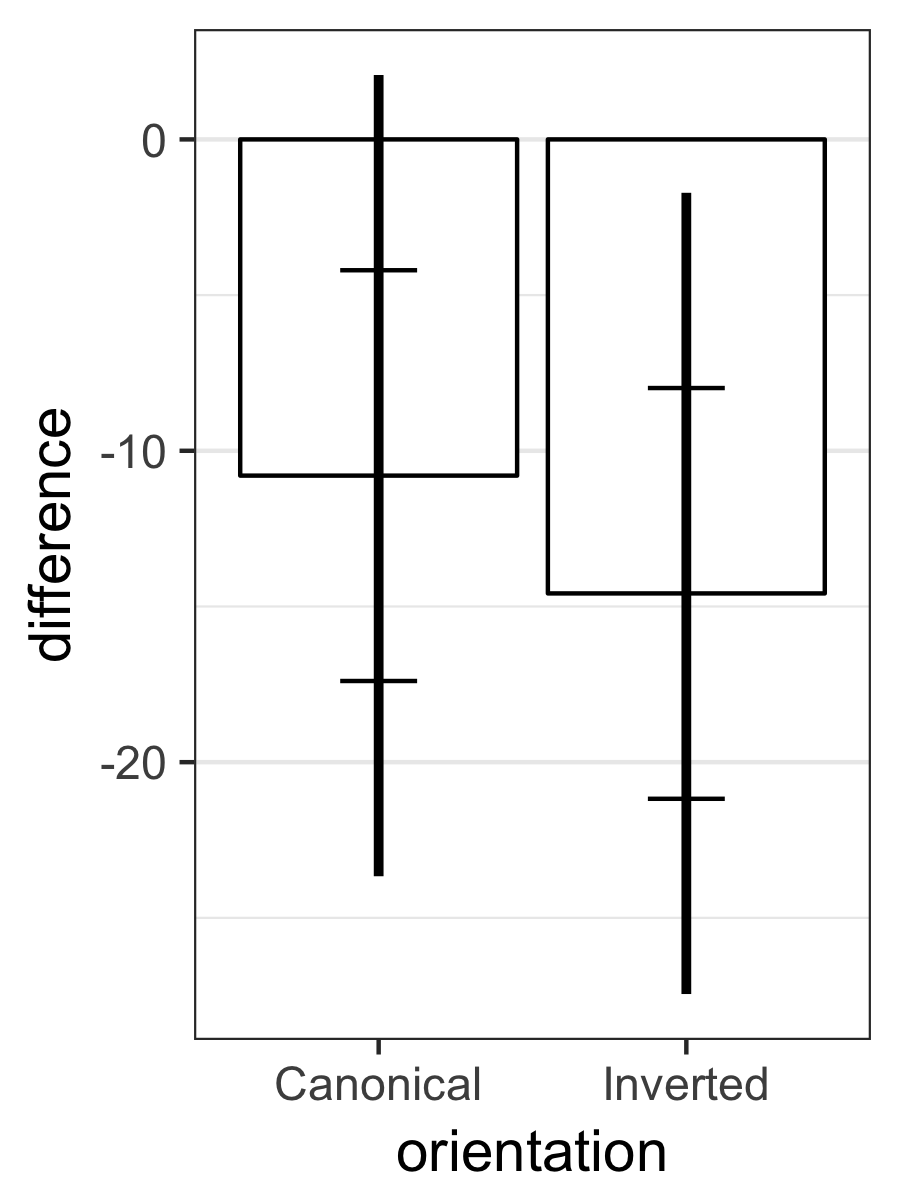 difference
0
-10
-20
Canonical Inverted
orientation